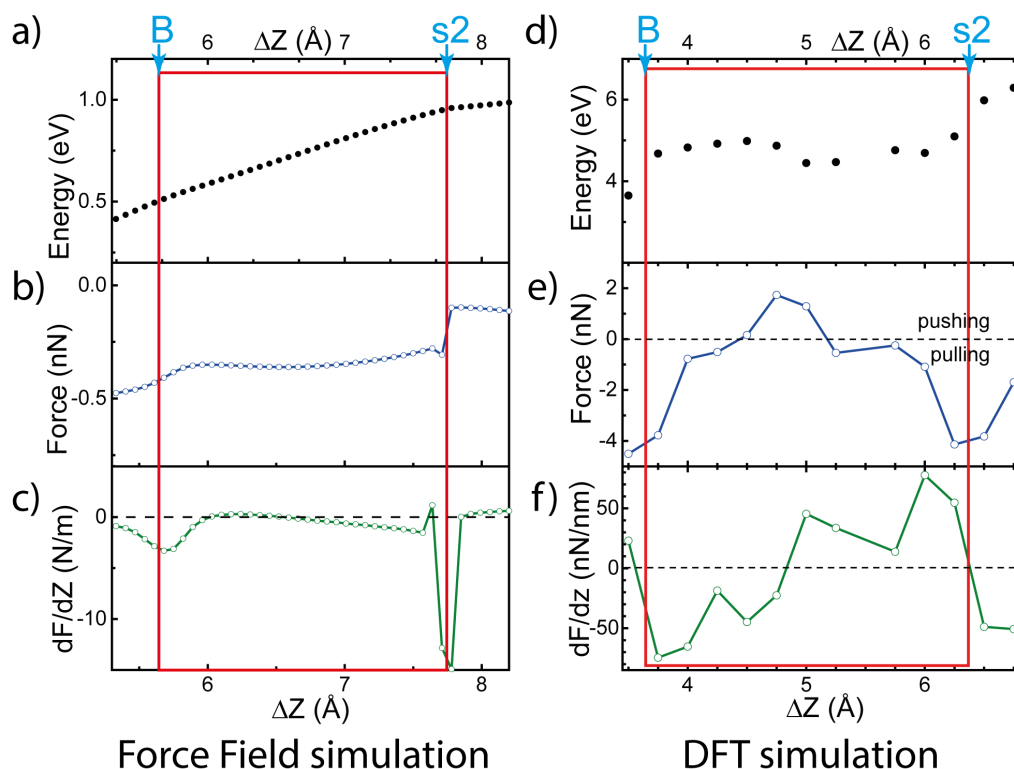 a)
B
s2
6
ΔZ (Å)
7
8
Energy (eV)
1.0
0.5
b)
Force (nN)
0.0
-0.5
c)
dF/dZ (N/m)
0
-10
6
7
8
ΔZ (Å)
Force Field simulation
d)
B
s2
4
5
ΔZ (Å)
6
Energy (eV)
6
4
e)
Force (nN)
2
0
-2
-4
pushing
pulling
f)
dF/dz (nN/nm)
50
0
-50
4
5
6
ΔZ (Å)
DFT simulation